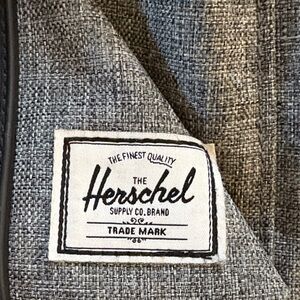 THE FINEST QUALITY
THE
Herschel
SUPPLY CO. BRAND
TRADE MARK